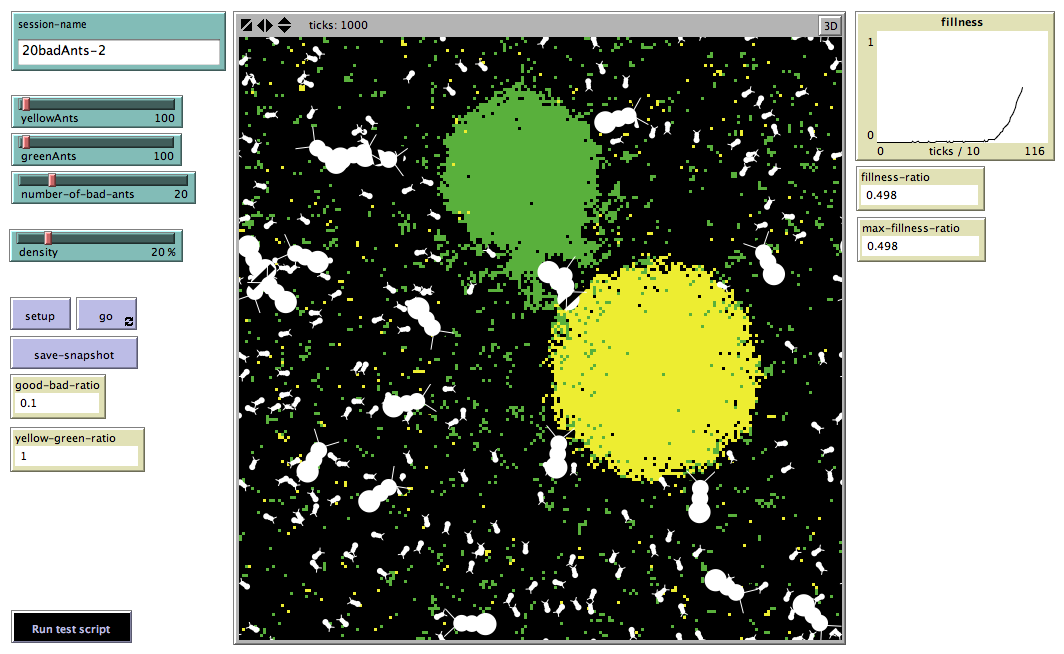 session-name
20badAnts-2
yellowAnts 100
greenAnts 100
number-of-bad-ants 20
density 20 %
setup
go
save-snapshot
good-bad-ratio
0.1
yellow-green-ratio
1
Run test script
ticks: 1000
3D
fillness
1
0
0 ticks / 10 116
fillness-ratio
0.498
max-fillness-ratio
0.498